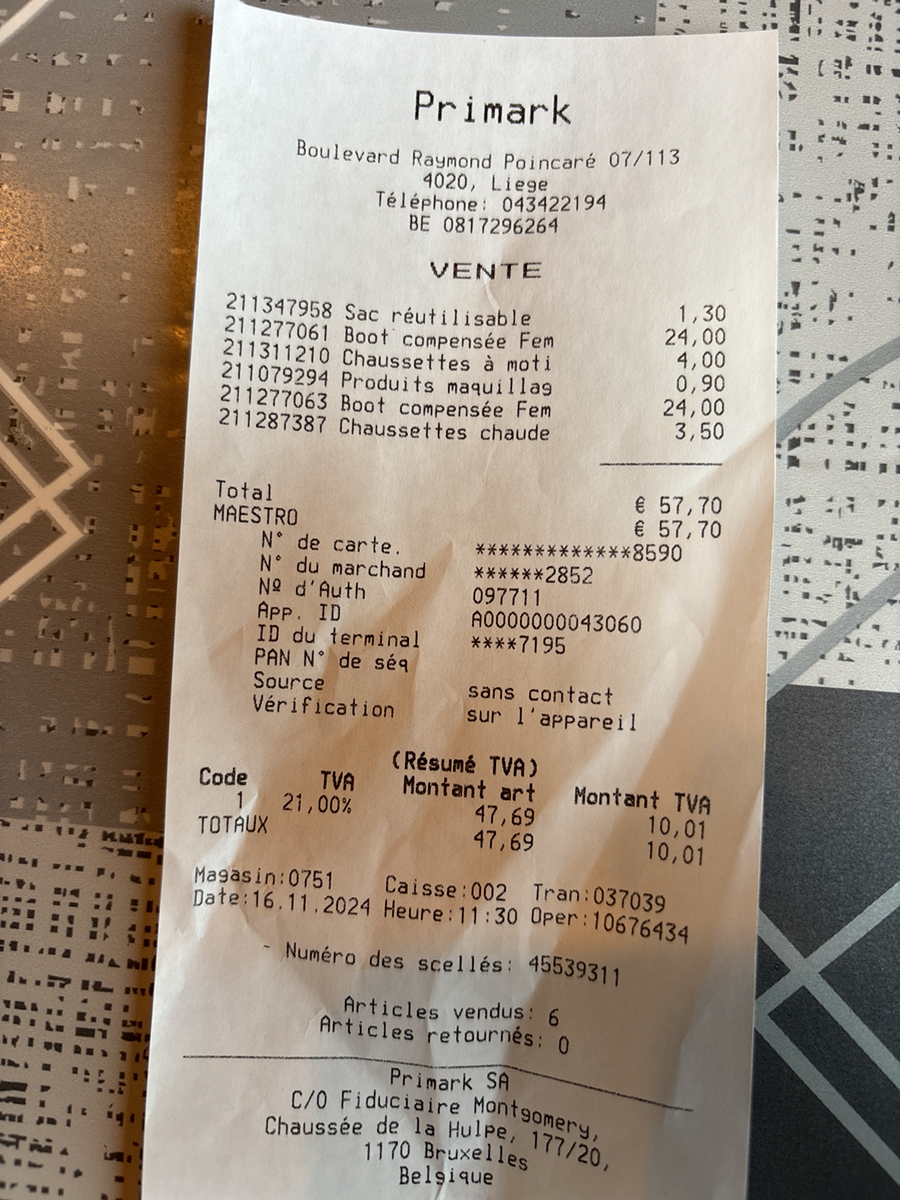 Primark
Boulevard Raymond Poincaré 07/113
4020, Liege
Téléphone: 043422194
BE 0817296264
VENTE
211347958 Sac réutilisable 1,30
211277061 Boot compensée Fem 24,00
211311210 Chaussettes à moti 4,00
211079294 Produits maquillag 0,90
211277063 Boot compensée Fem 24,00
211287387 Chaussettes chaude 3,50
Total € 57,70
MAESTRO € 57,70
N° de carte. *************8590
N° du marchand ******2852
Nº d'Auth 097711
App. ID A0000000043060
ID du terminal ****7195
PAN N° de séq
Source sans contact
Vérification sur l'appareil
(Résumé TVA)
Code TVA Montant art Montant TVA
1 21,00% 47,69 10,01
TOTAUX 47,69 10,01
Magasin:0751 Caisse:002 Tran:037039
Date:16.11.2024 Heure:11:30 Oper:10676434
- Numéro des scellés: 45539311
Articles vendus: 6
Articles retournés: 0
Primark SA
C/O Fiduciaire Montgomery,
Chaussée de la Hulpe, 177/20,
1170 Bruxelles
Belgique